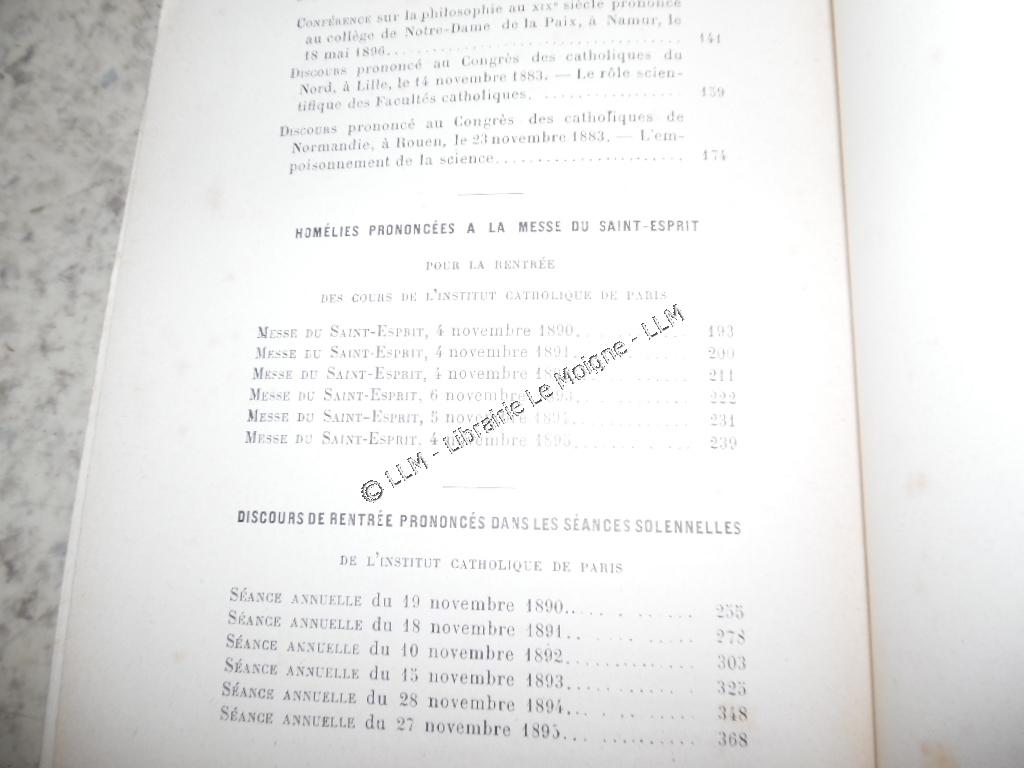 CONFÉRENCE sur la philosophie au XIXe siècle prononcé
au collège de Notre-Dame de la Paix, à Namur, le
18 mai 1896........ 141
DISCOURS prononcé au Congrès des catholiques du
Nord, à Lille, le 14 novembre 1883. — Le rôle scien-
tifique des Facultés catholiques. ........ 159
DISCOURS prononcé au Congrès des catholiques de
Normandie, à Rouen, le 23 novembre 1883. — L'em-
poisonnement de la science........ 174
HOMÉLIES PRONONCÉES A LA MESSE DU SAINT-ESPRIT
POUR LA RENTRÉE
DES COURS DE L'INSTITUT CATHOLIQUE DE PARIS
MESSE DU SAINT-ESPRIT, 4 novembre 1890........ 193
MESSE DU SAINT-ESPRIT, 4 novembre 1891........ 200
MESSE DU SAINT-ESPRIT, 4 novembre ........ 211
MESSE DU SAINT-ESPRIT, 6 novembre 1893........ 222
MESSE DU SAINT-ESPRIT, 5 novembre 1894........ 231
MESSE DU SAINT-ESPRIT, 4 novembre 1895........ 239
© LLM - Librairie Le Moigne - LLM
DISCOURS DE RENTRÉE PRONONCÉS DANS LES SÉANCES SOLENNELLES
DE L'INSTITUT CATHOLIQUE DE PARIS
SÉANCE ANNUELLE du 19 novembre 1890........ 255
SÉANCE ANNUELLE du 18 novembre 1891........ 278
SÉANCE ANNUELLE du 10 novembre 1892........ 303
SÉANCE ANNUELLE du 15 novembre 1893........ 325
SÉANCE ANNUELLE du 28 novembre 1894........ 348
SÉANCE ANNUELLE du 27 novembre 1895........ 368